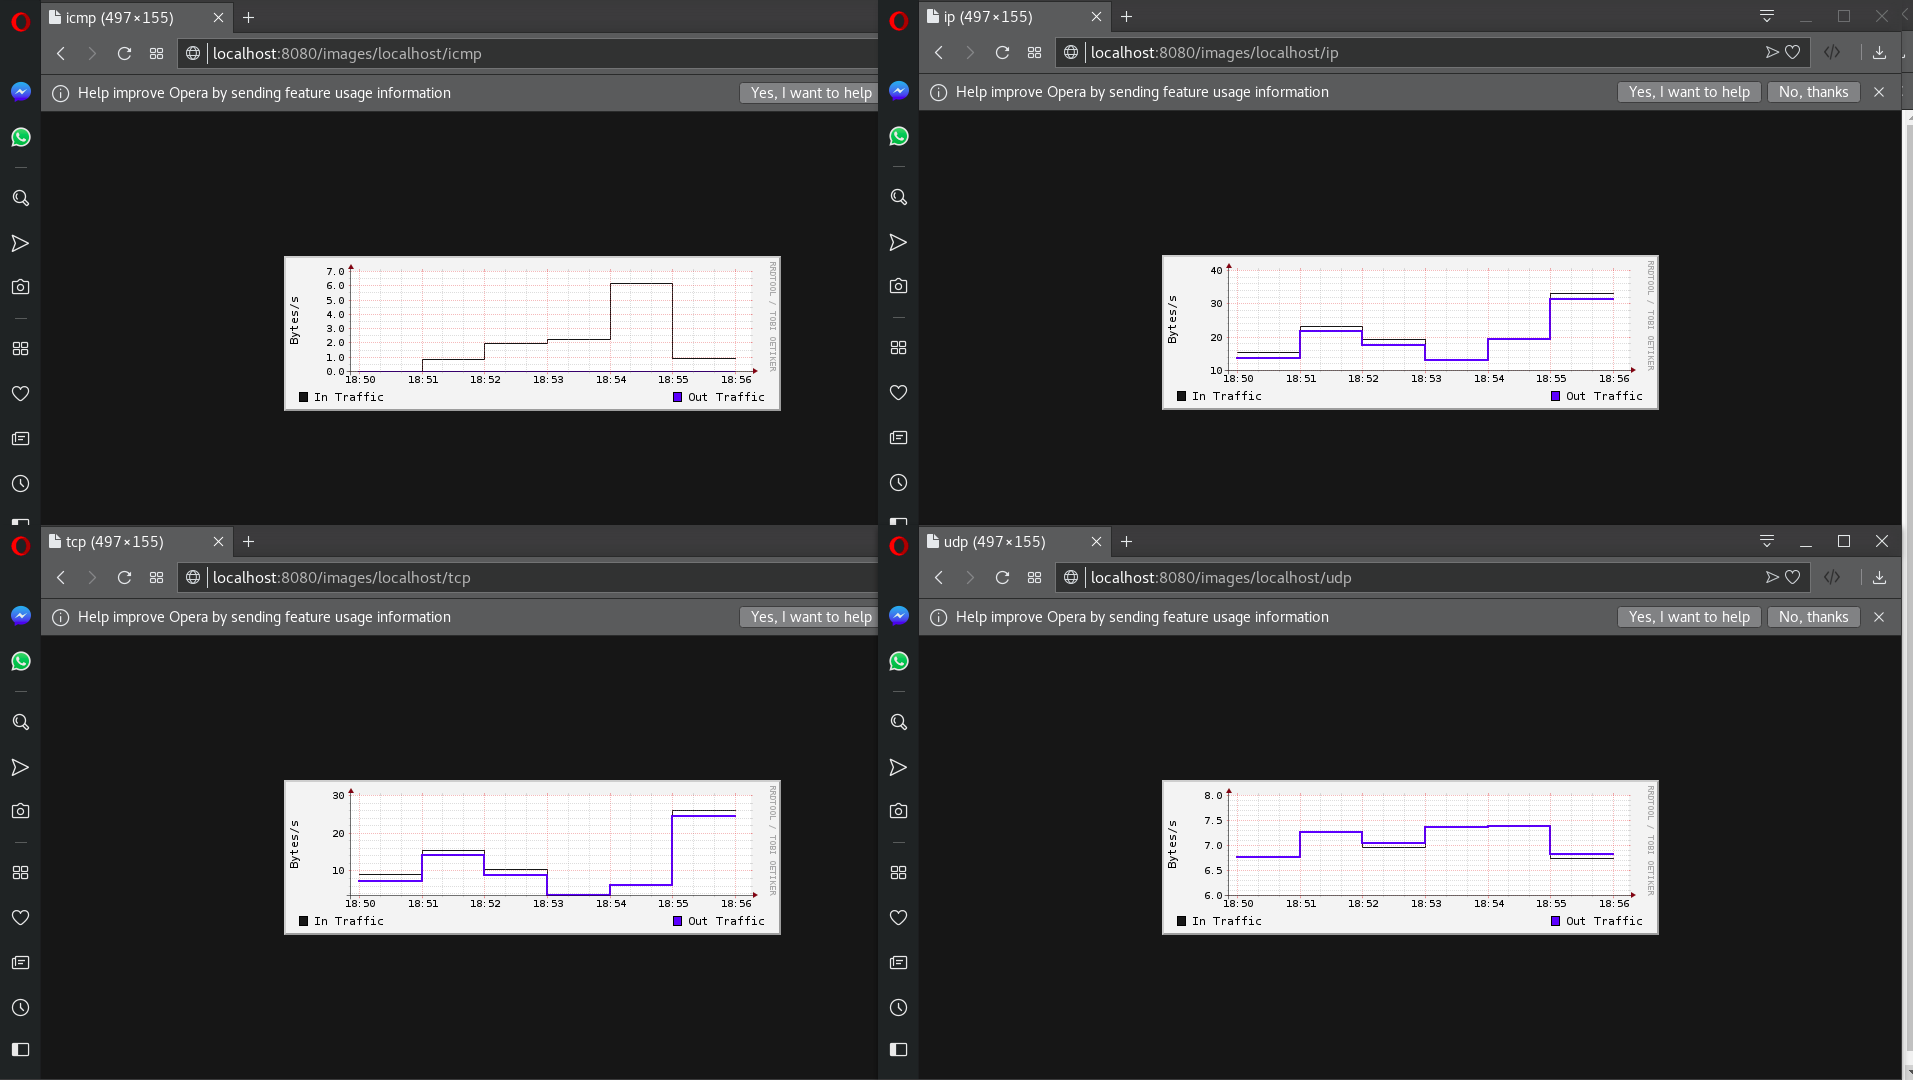 icmp (497×155)
localhost:8080/images/localhost/icmp
Help improve Opera by sending feature usage information
Yes, I want to help
7.0
6.0
5.0
4.0
3.0
2.0
1.0
0.0
Bytes/s
18:50 18:51 18:52 18:53 18:54 18:55 18:56
In Traffic Out Traffic
RRDTOOL / TOBI OETIKER
ip (497×155)
localhost:8080/images/localhost/ip
Help improve Opera by sending feature usage information
Yes, I want to help No, thanks
40
30
20
10
Bytes/s
18:50 18:51 18:52 18:53 18:54 18:55 18:56
In Traffic Out Traffic
RRDTOOL / TOBI OETIKER
tcp (497×155)
localhost:8080/images/localhost/tcp
Help improve Opera by sending feature usage information
Yes, I want to help
30
20
10
Bytes/s
18:50 18:51 18:52 18:53 18:54 18:55 18:56
In Traffic Out Traffic
RRDTOOL / TOBI OETIKER
udp (497×155)
localhost:8080/images/localhost/udp
Help improve Opera by sending feature usage information
Yes, I want to help No, thanks
8.0
7.5
7.0
6.5
6.0
Bytes/s
18:50 18:51 18:52 18:53 18:54 18:55 18:56
In Traffic Out Traffic
RRDTOOL / TOBI OETIKER